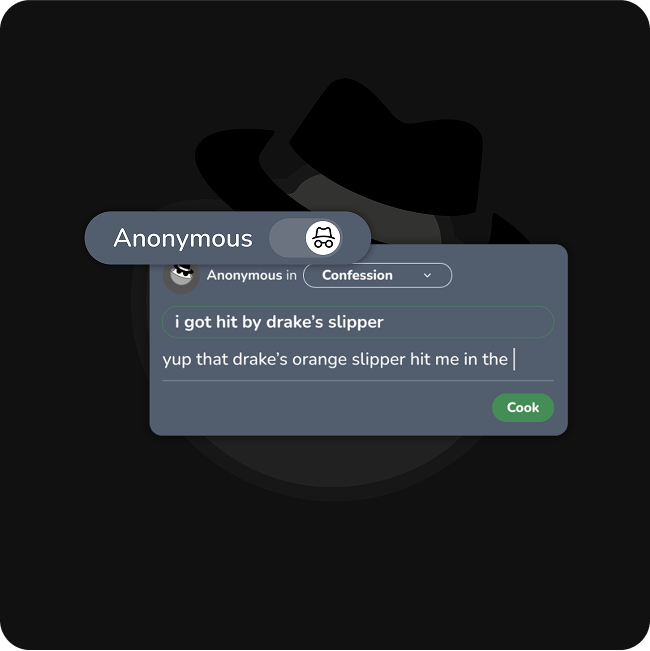 Anonymous
Anonymous in Confession
i got hit by drake’s slipper
yup that drake’s orange slipper hit me in the
Cook